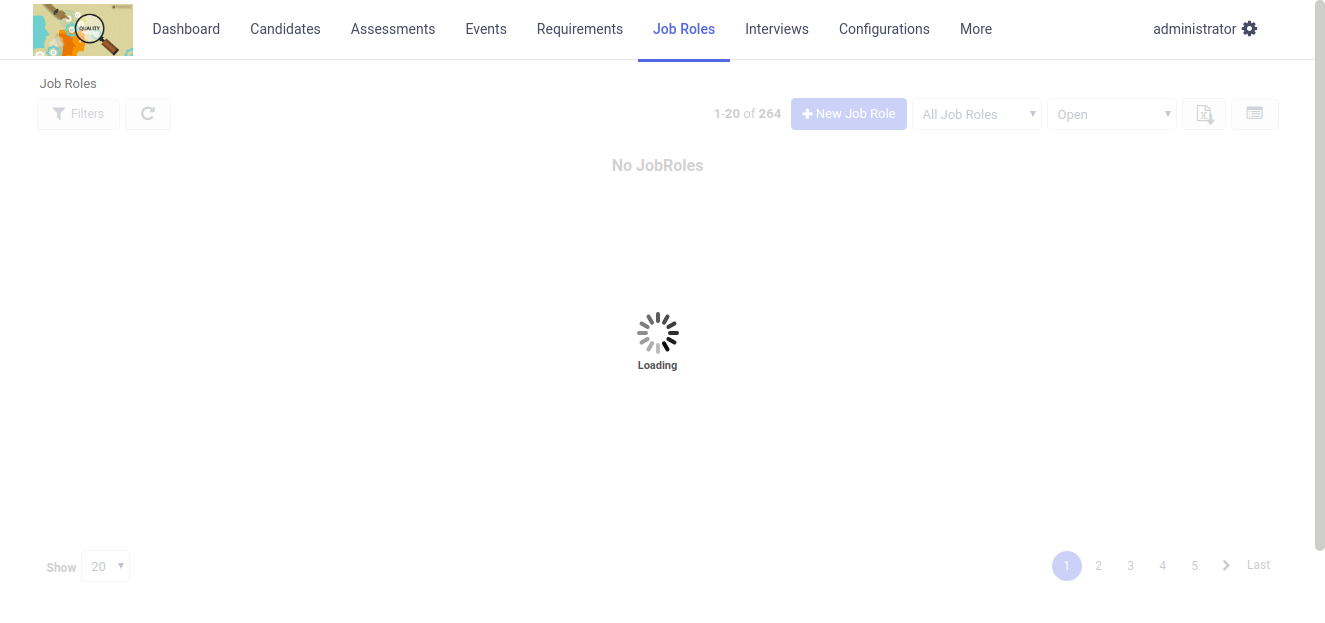 QUALITY
Dashboard Candidates Assessments Events Requirements Job Roles Interviews Configurations More administrator
Job Roles
Filters 1-20 of 264 New Job Role All Job Roles Open
No JobRoles
Loading
Show 20 1 2 3 4 5 Last